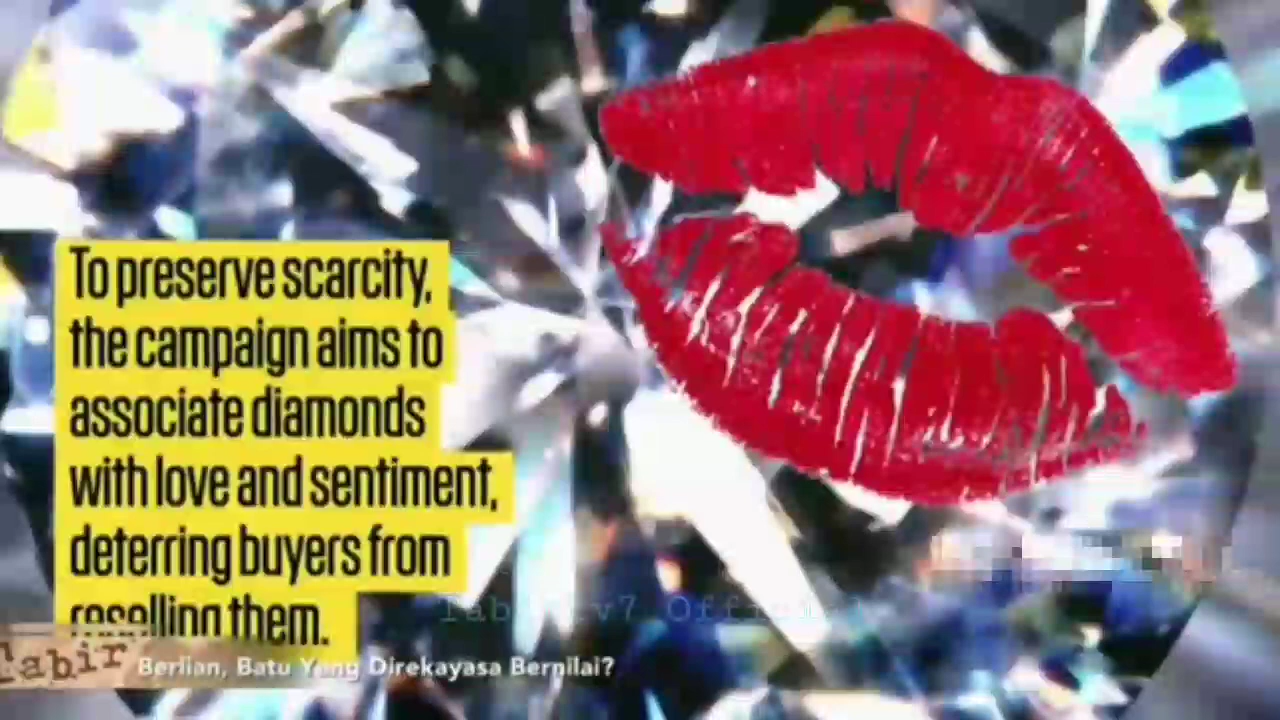 To preserve scarcity,
the campaign aims to
associate diamonds
with love and sentiment,
deterring buyers from
reselling them.
labir
Berlian, Batu Yang Direkayasa Bernilai?